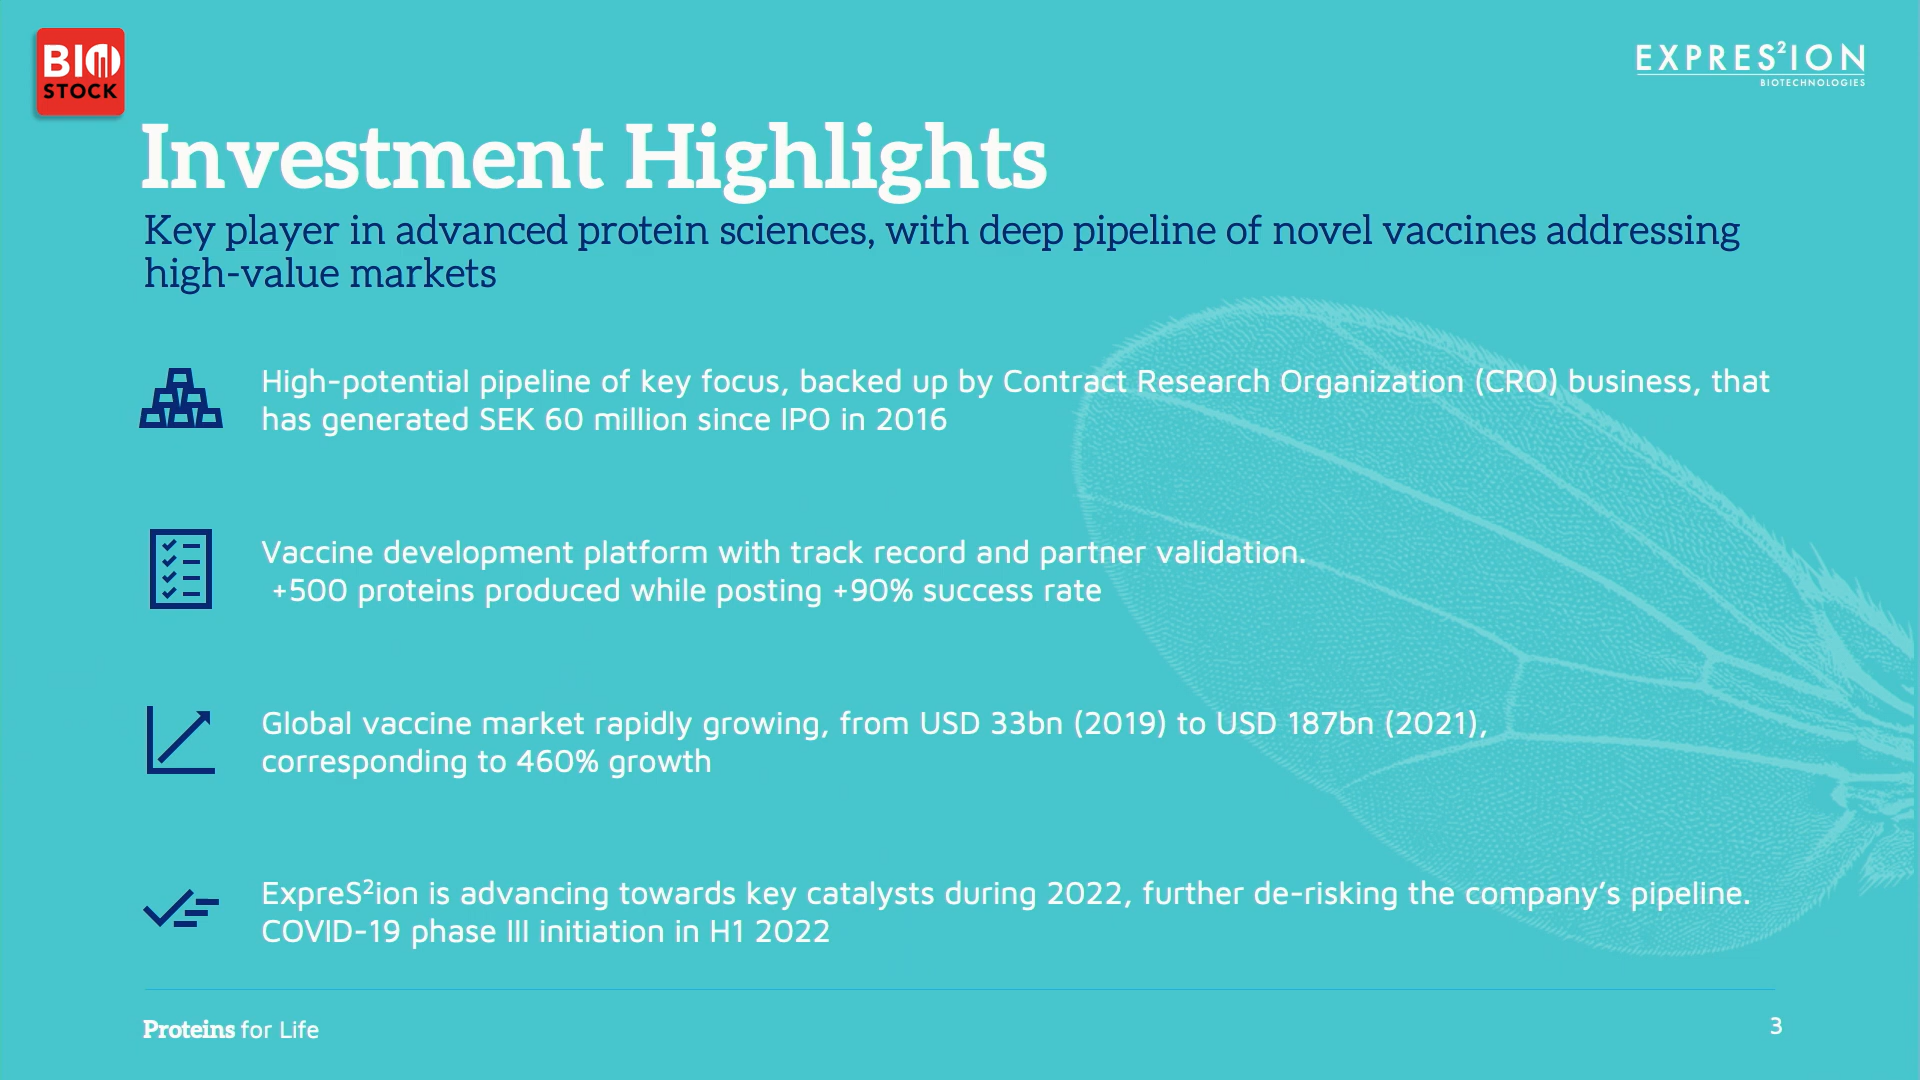 BIO
STOCK
EXPRES²ION
BIOTECHNOLOGIES
Investment Highlights
Key player in advanced protein sciences, with deep pipeline of novel vaccines addressing
high-value markets
High-potential pipeline of key focus, backed up by Contract Research Organization (CRO) business, that
has generated SEK 60 million since IPO in 2016
Vaccine development platform with track record and partner validation.
+500 proteins produced while posting +90% success rate
Global vaccine market rapidly growing, from USD 33bn (2019) to USD 187bn (2021),
corresponding to 460% growth
ExpreS²ion is advancing towards key catalysts during 2022, further de-risking the company’s pipeline.
COVID-19 phase III initiation in H1 2022
Proteins for Life
3